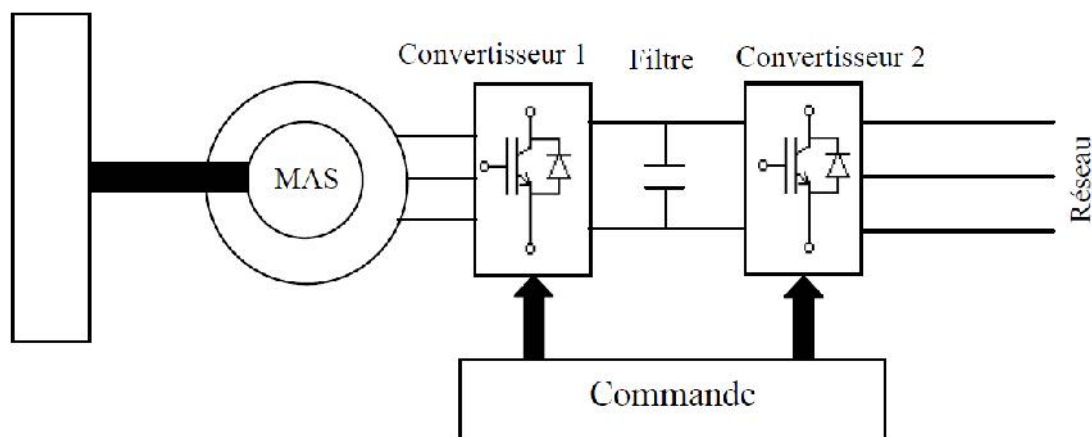 Convertisseur 1
Filtre
Convertisseur 2
MAS
Réseau
Commande